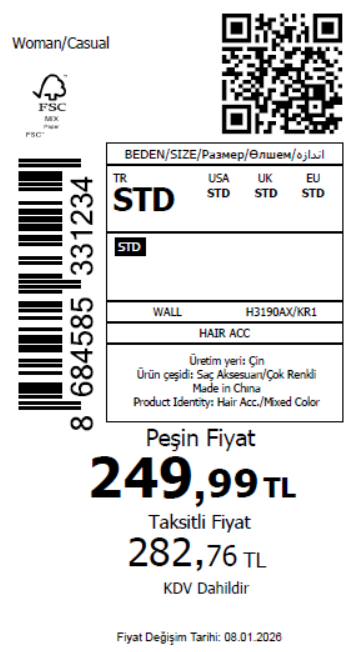 Woman/Casual
FSC
MIX
Paper
FSC™
BEDEN/SIZE/Размер/Өлшем/اندازه
TR USA UK EU
STD STD STD STD
STD
WALL H3190AX/KR1
HAIR ACC
Üretim yeri: Çin
Ürün çeşidi: Saç Aksesuarı/Çok Renkli
Made in China
Product Identity: Hair Acc./Mixed Color
8 684585 331234
Peşin Fiyat
249,99 TL
Taksitli Fiyat
282,76 TL
KDV Dahildir
Fiyat Değişim Tarihi: 08.01.2026